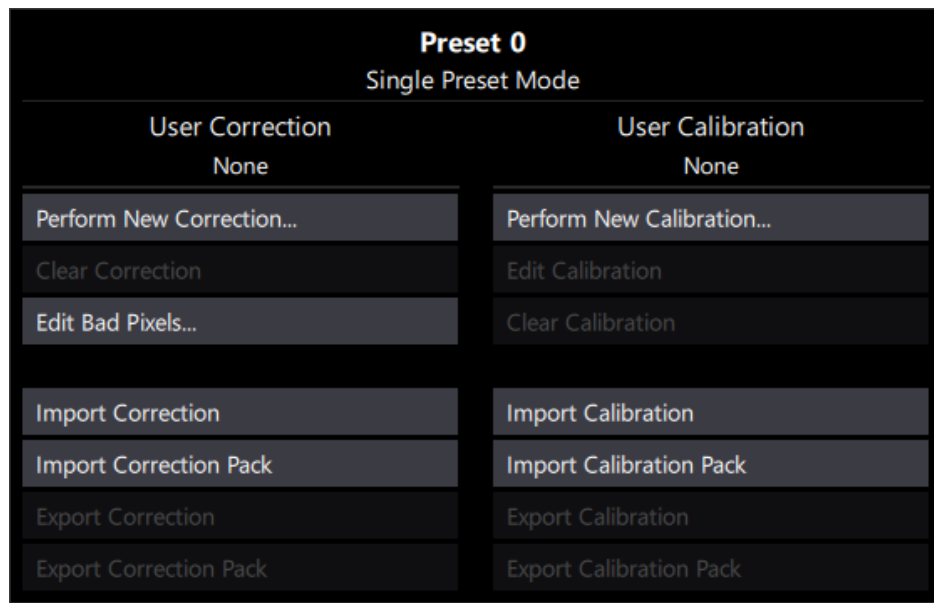 Preset 0
Single Preset Mode
User Correction
None
Perform New Correction...
Clear Correction
Edit Bad Pixels...
Import Correction
Import Correction Pack
Export Correction
Export Correction Pack
User Calibration
None
Perform New Calibration...
Edit Calibration
Clear Calibration
Import Calibration
Import Calibration Pack
Export Calibration
Export Calibration Pack